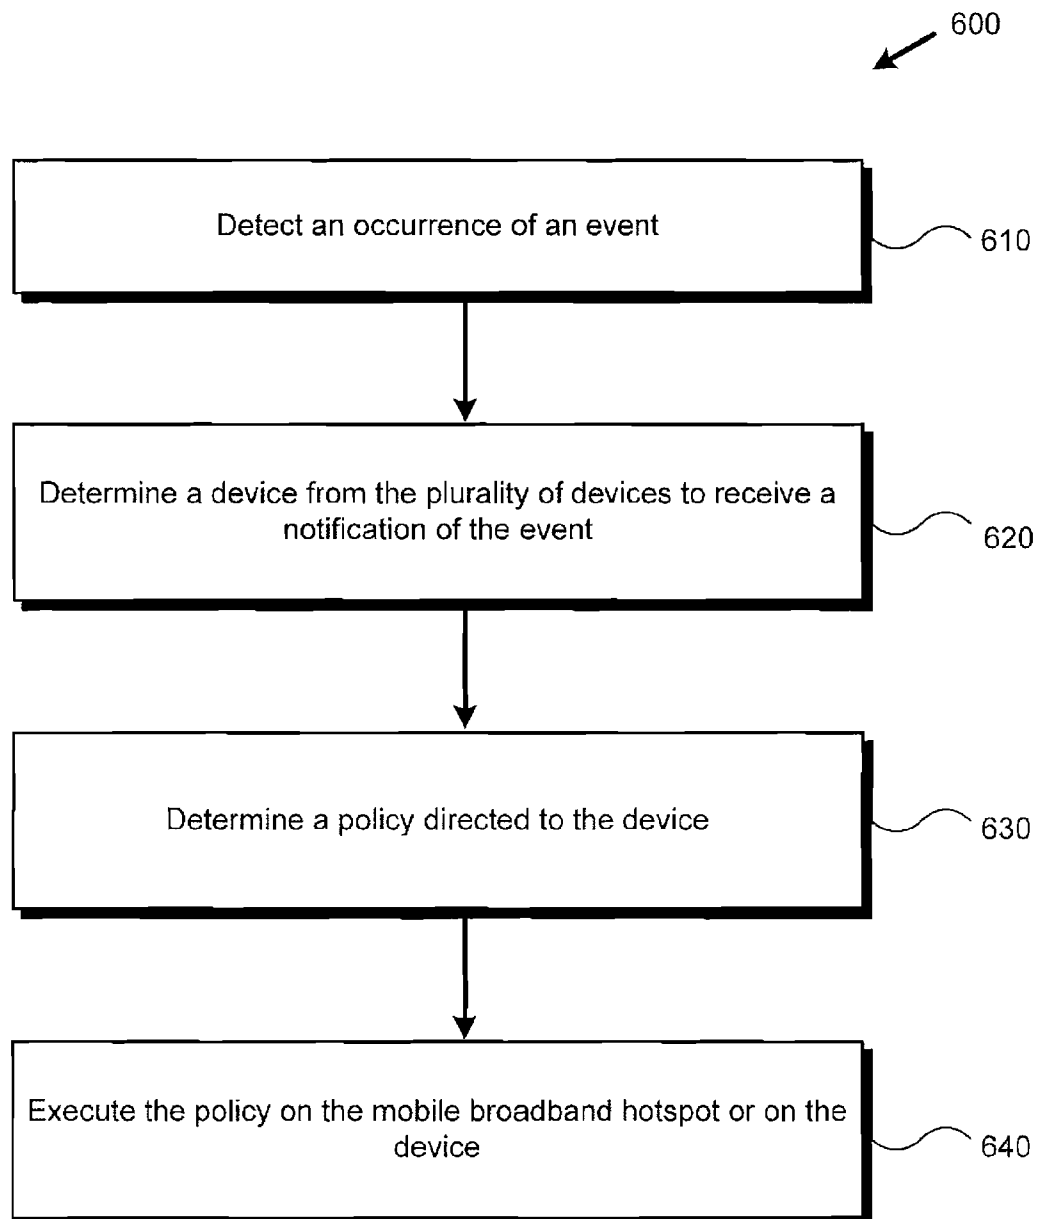 600
Detect an occurrence of an event
610
Determine a device from the plurality of devices to receive a
notification of the event
620
Determine a policy directed to the device
630
Execute the policy on the mobile broadband hotspot or on the
device
640